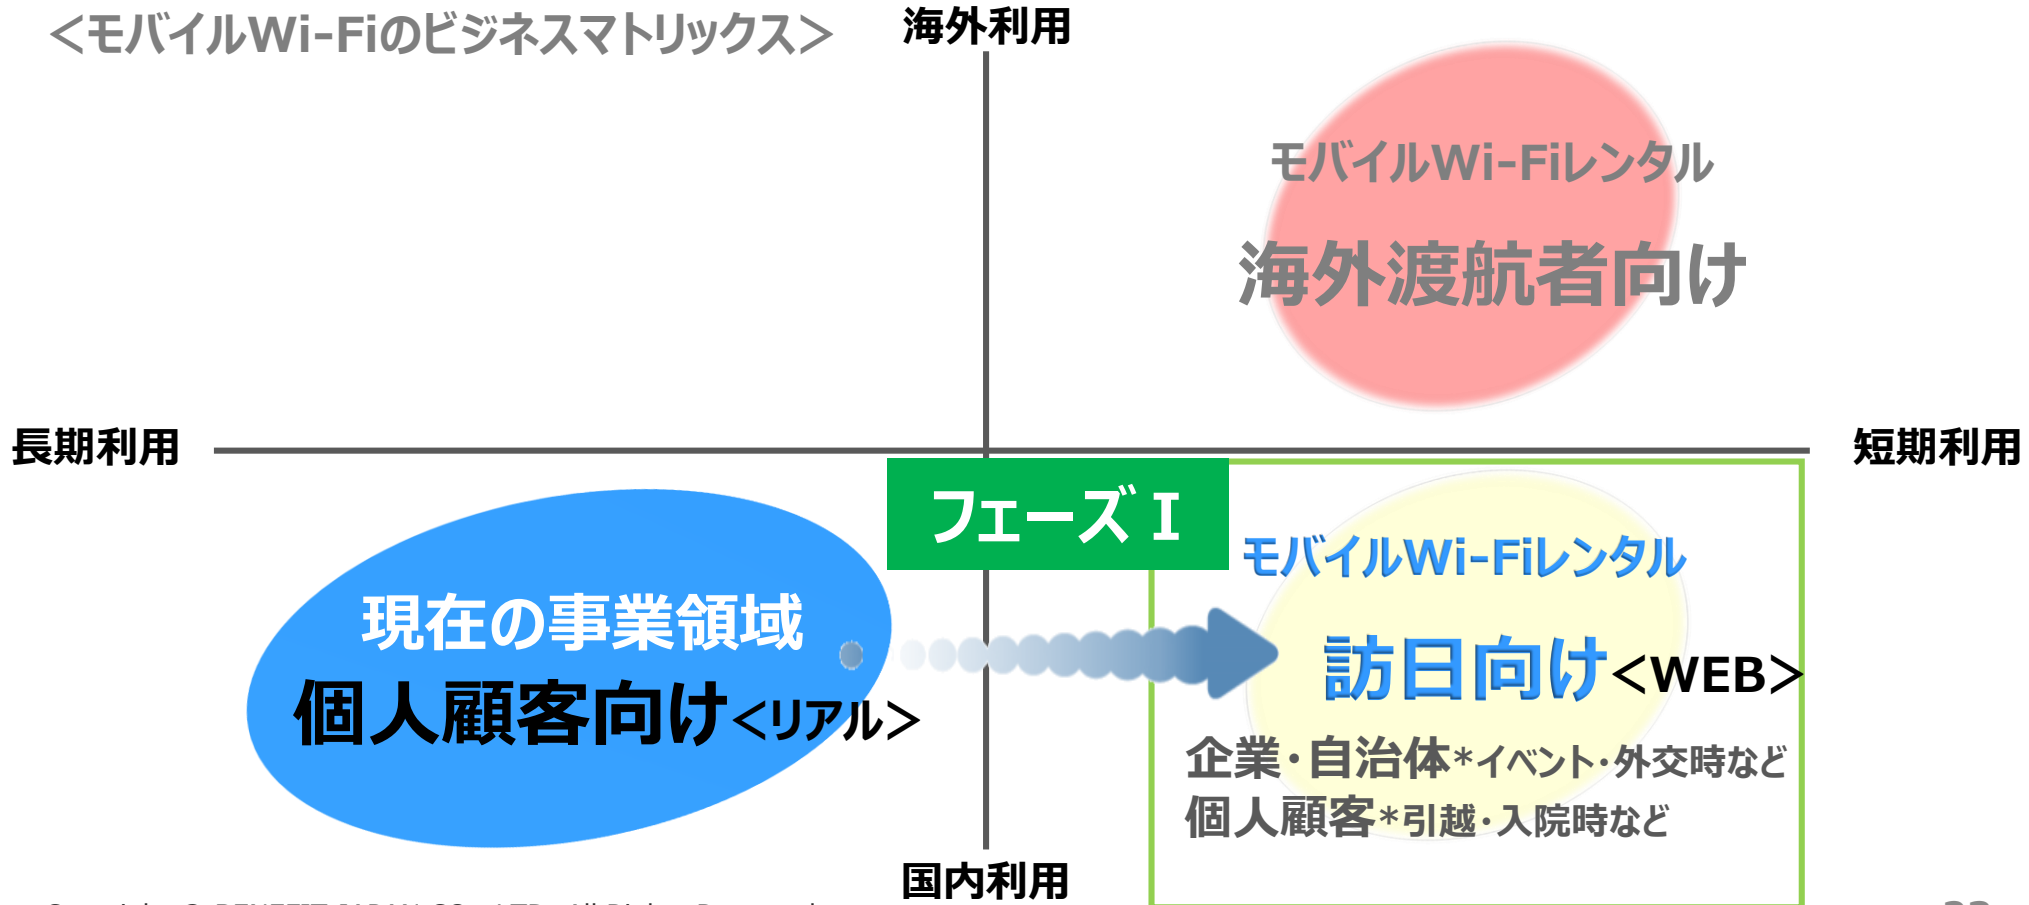 ＜モバイルWi-Fiのビジネスマトリックス＞
海外利用
モバイルWi-Fiレンタル
海外渡航者向け
長期利用
短期利用
フェーズⅠ
モバイルWi-Fiレンタル
現在の事業領域
訪日向け＜WEB＞
個人顧客向け＜リアル＞
企業・自治体*イベント・外交時など
個人顧客*引越・入院時など
国内利用